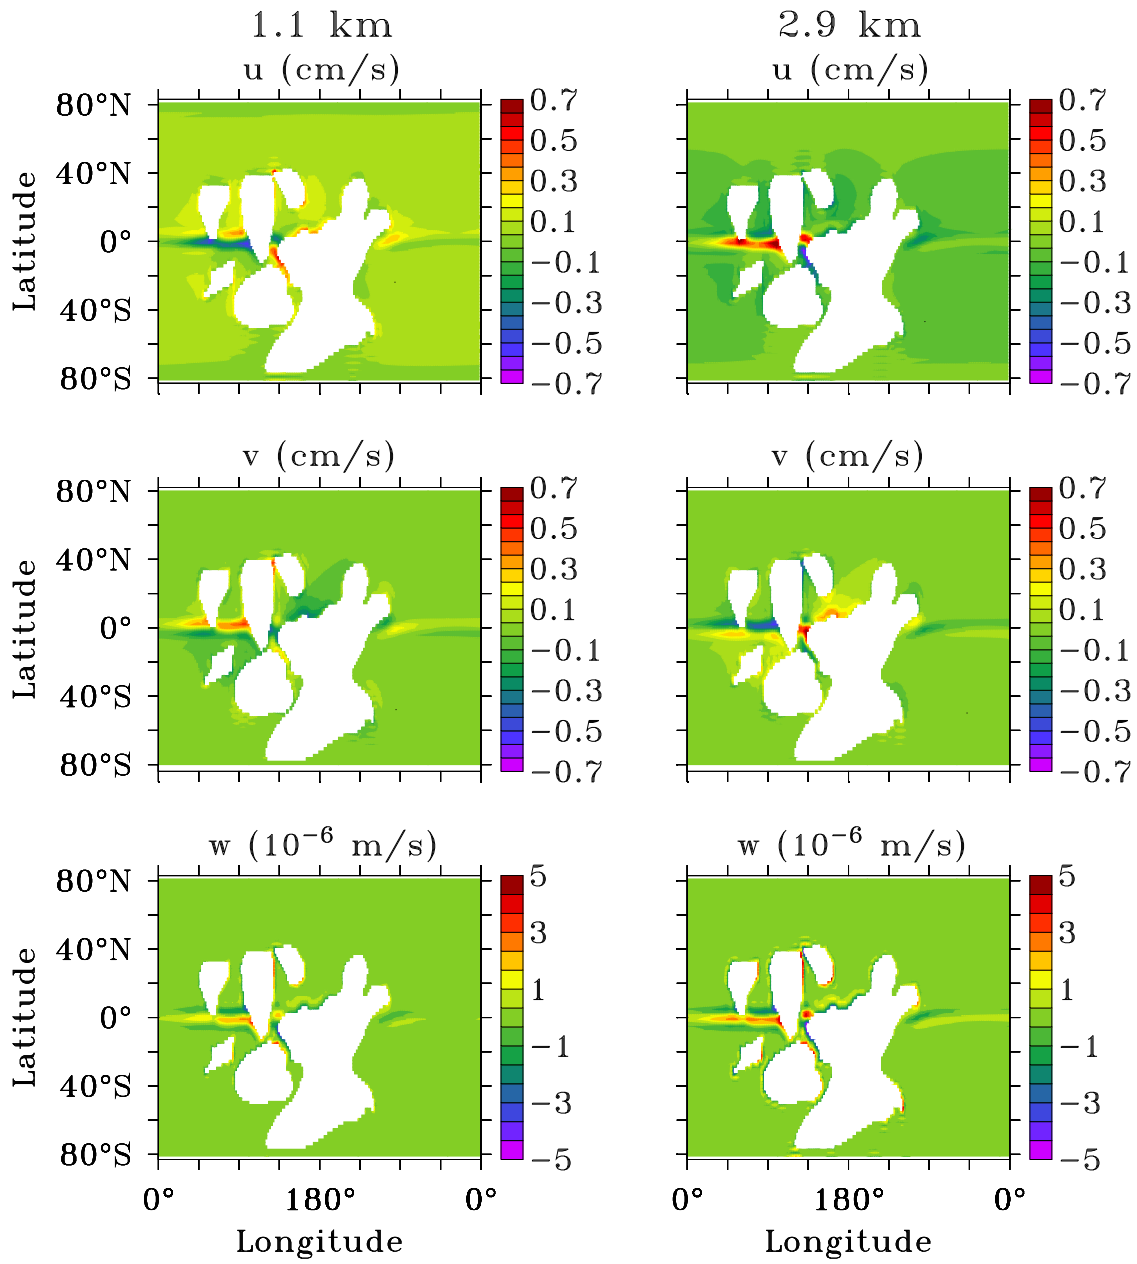 1.1 km 2.9 km
u (cm/s) u (cm/s)
80°N 0.7 0.7
0.5 0.5
40°N 0.3 0.3
0.1 0.1
Latitude 0° −0.1 −0.1
40°S −0.3 −0.3
−0.5 −0.5
80°S −0.7 −0.7
v (cm/s) v (cm/s)
80°N 0.7 0.7
0.5 0.5
40°N 0.3 0.3
0.1 0.1
Latitude 0° −0.1 −0.1
40°S −0.3 −0.3
−0.5 −0.5
80°S −0.7 −0.7
w (10⁻⁶ m/s) w (10⁻⁶ m/s)
80°N 5 5
40°N 3 3
1 1
Latitude 0° −1 −1
40°S −3 −3
80°S −5 −5
0° 180° 0° 0° 180° 0°
Longitude Longitude